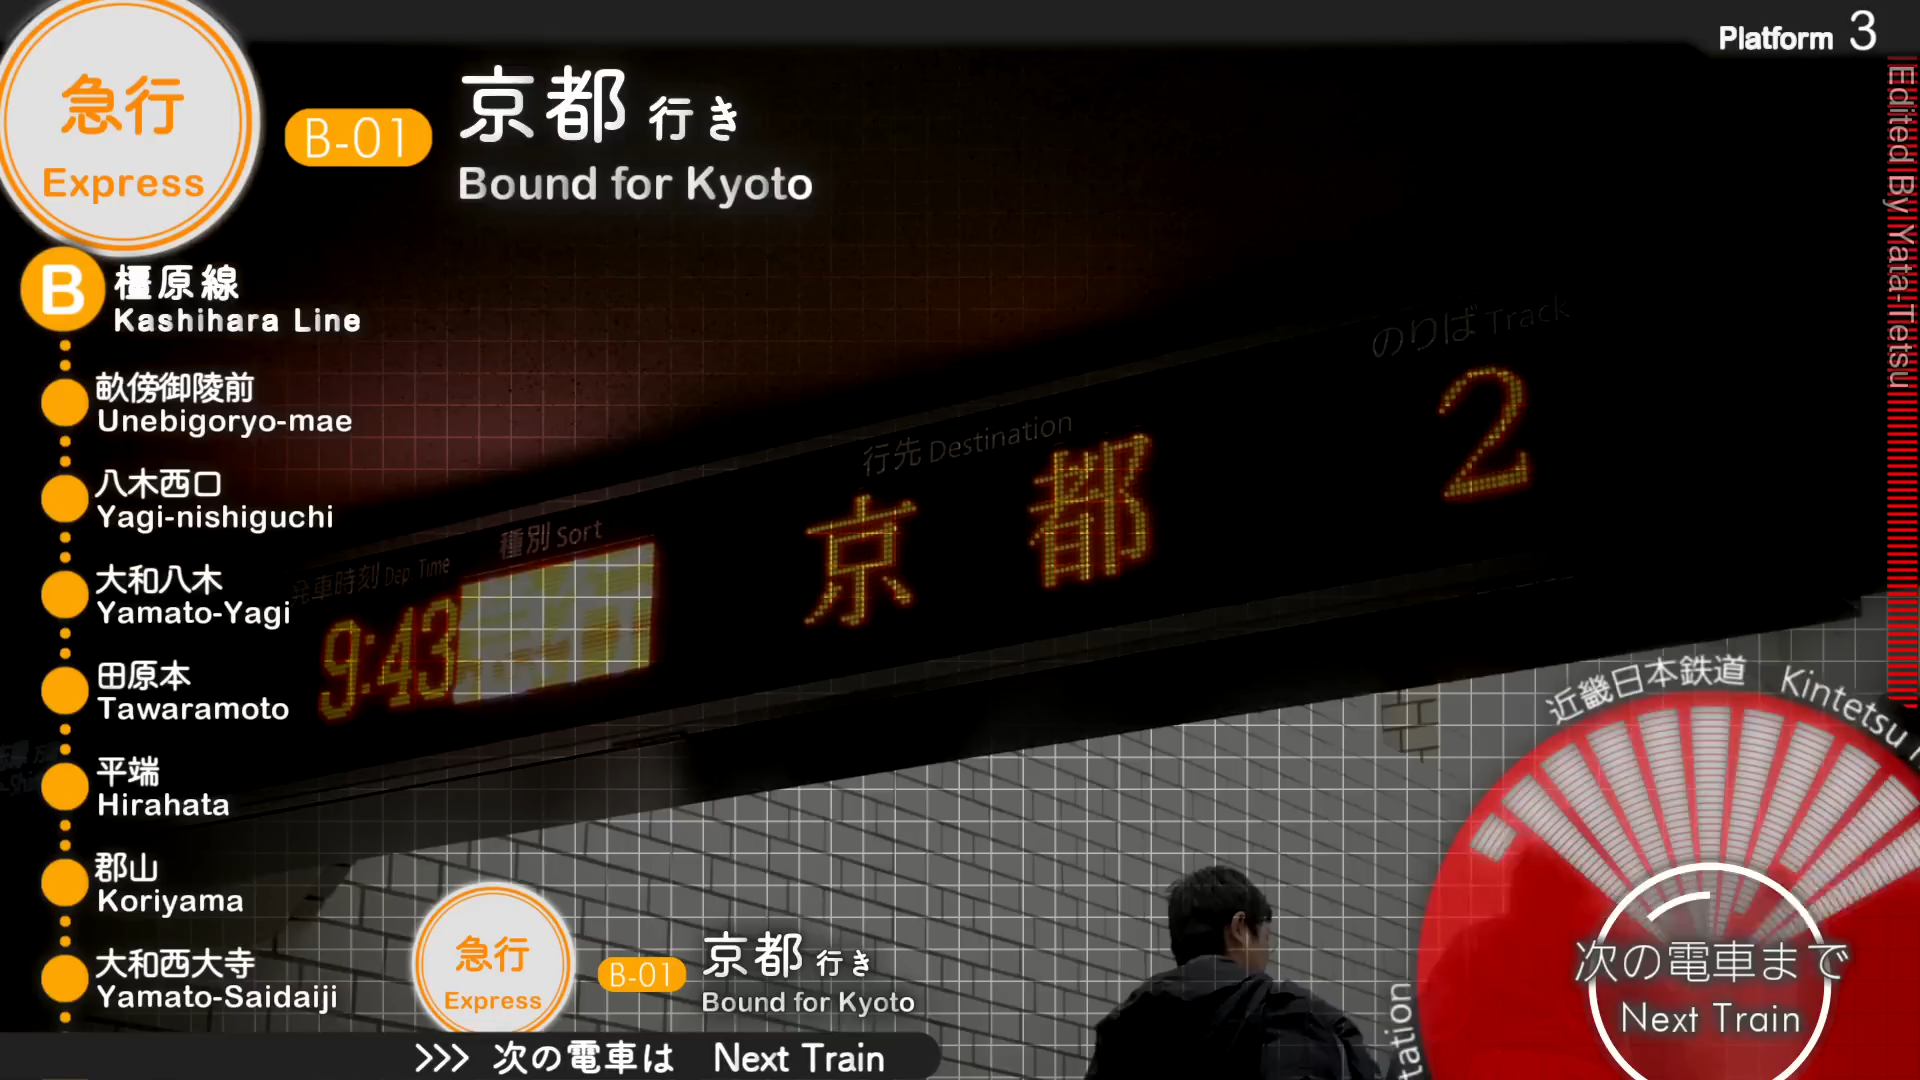 急行
Express
B-01
京都 行き
Bound for Kyoto
Platform 3
Edited By Yata-Tetsu
B 橿原線
Kashihara Line
畝傍御陵前
Unebigoryo-mae
八木西口
Yagi-nishiguchi
大和八木
Yamato-Yagi
田原本
Tawaramoto
平端
Hirahata
郡山
Koriyama
大和西大寺
Yamato-Saidaiji
発車時刻 Dep Time
種別 Sort
行先 Destination
のりば Track
9:43 急行 京都 2
近畿日本鉄道 Kintetsu
急行
Express
B-01
京都 行き
Bound for Kyoto
>>> 次の電車は Next Train
次の電車まで
Next Train